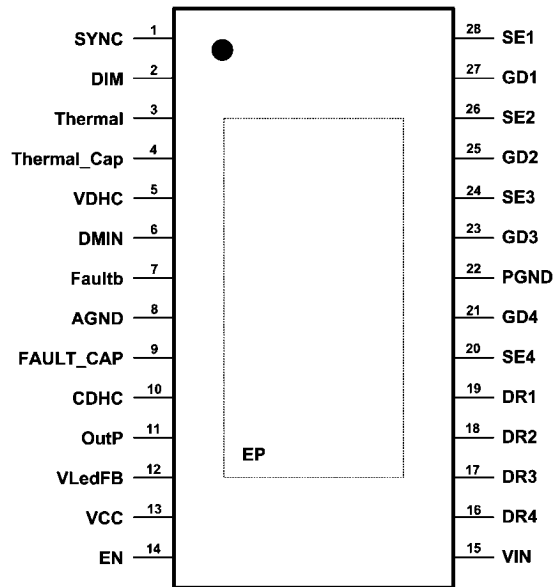 SYNC 1 28 SE1
DIM 2 27 GD1
Thermal 3 26 SE2
Thermal_Cap 4 25 GD2
VDHC 5 24 SE3
DMIN 6 23 GD3
Faultb 7 22 PGND
AGND 8 21 GD4
FAULT_CAP 9 20 SE4
CDHC 10 19 DR1
OutP 11 18 DR2
EP
VLedFB 12 17 DR3
VCC 13 16 DR4
EN 14 15 VIN